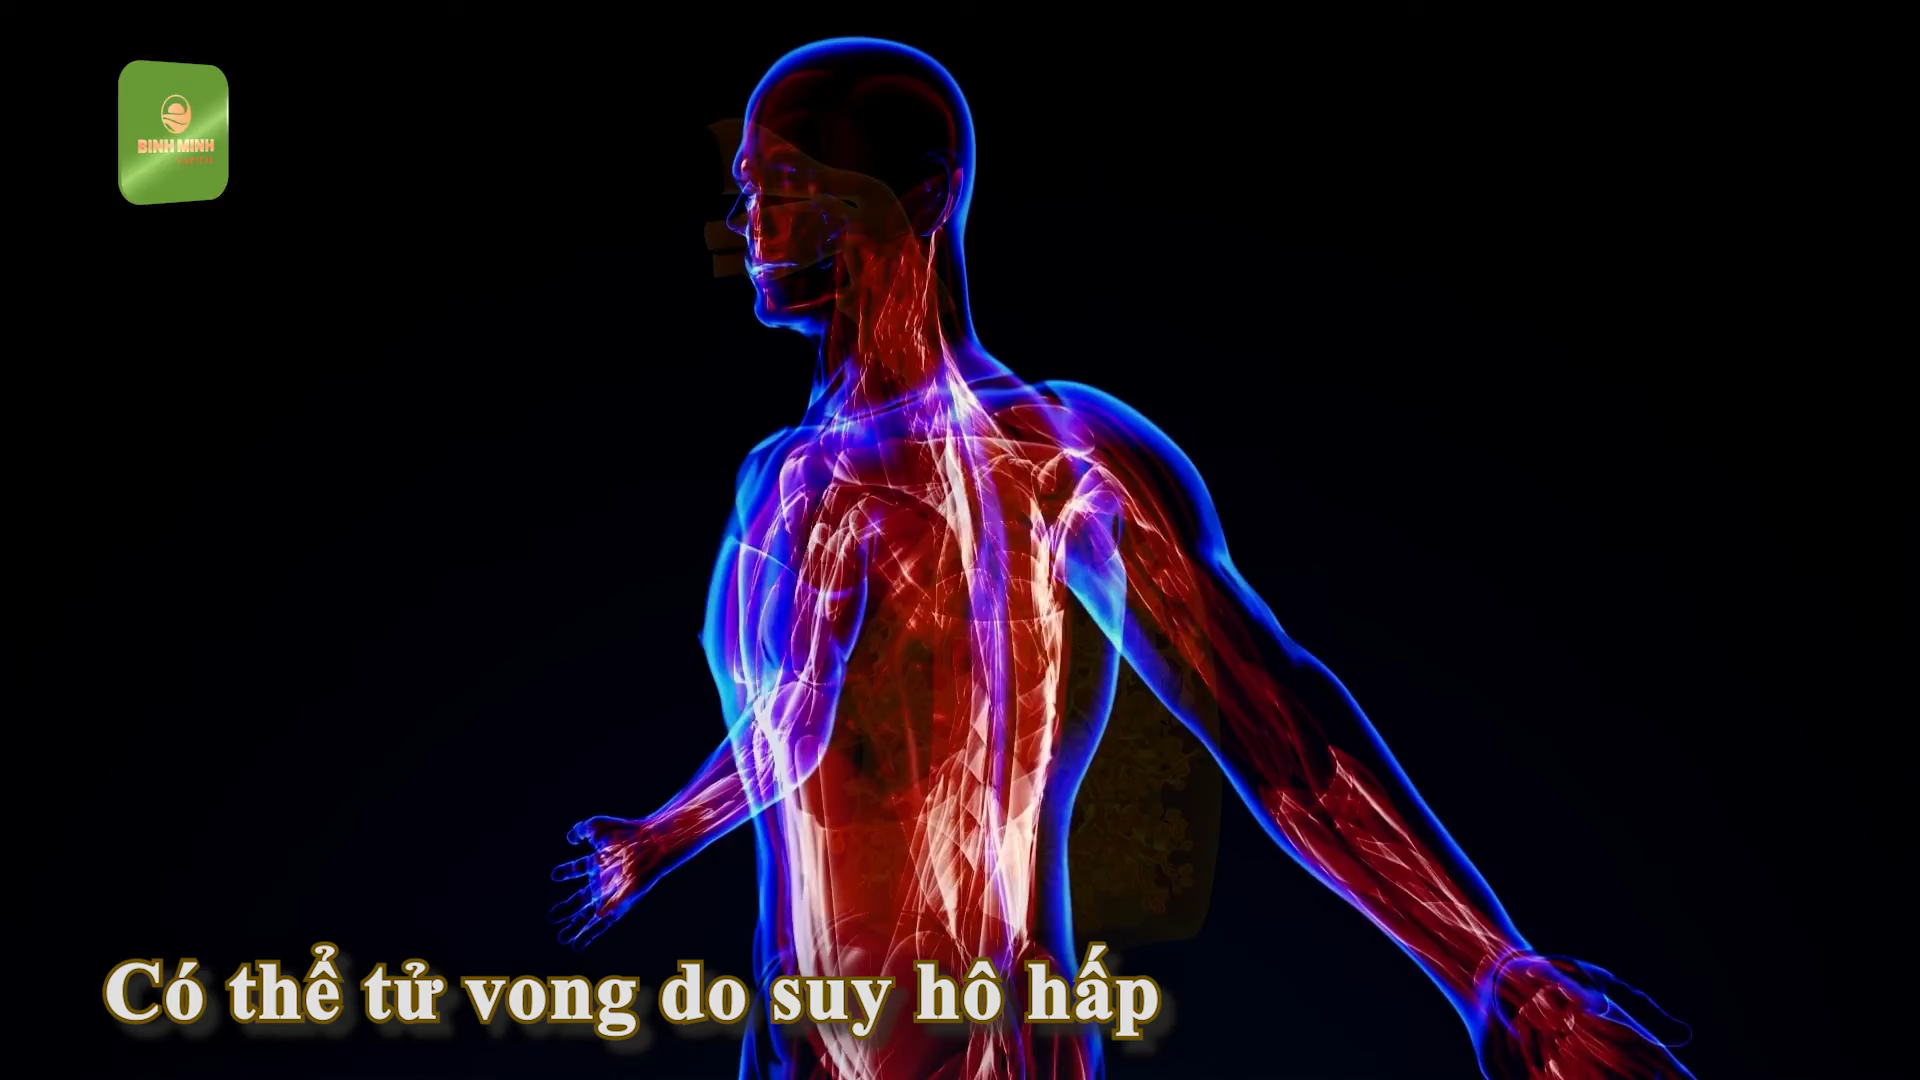 BINH MINH
Có thể tử vong do suy hô hấp